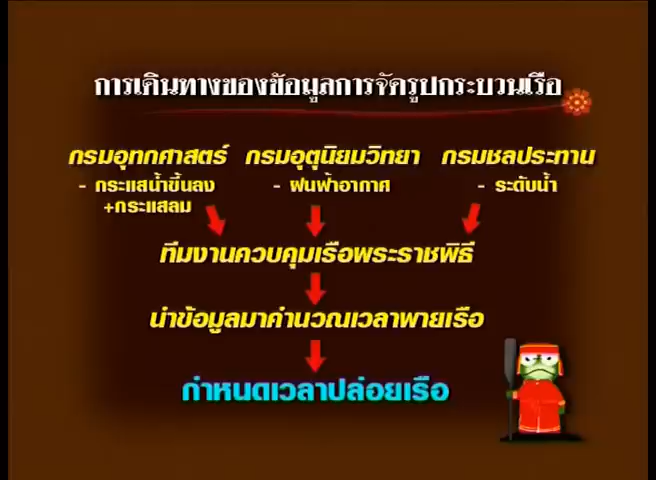 การเดินทางของข้อมูลการจัดรูปกระบวนเรือ
กรมอุทกศาสตร์ กรมอุตุนิยมวิทยา กรมชลประทาน
- กระแสน้ำขึ้นลง - ฝนฟ้าอากาศ - ระดับน้ำ
+กระแสลม
ทีมงานควบคุมเรือพระราชพิธี
นำข้อมูลมาคำนวณเวลาพายเรือ
กำหนดเวลาปล่อยเรือ